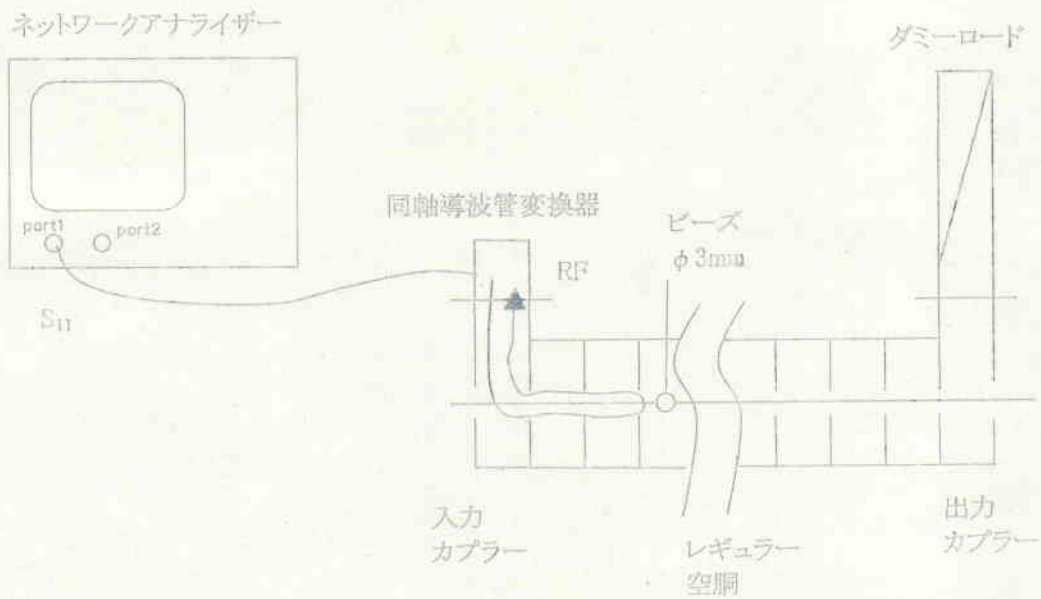 ネットワークアナライザー
ダミーロード
port1
port2
同軸導波管変換器
ビーズ
φ3mm
RF
S11
入力
カプラー
レギュラー
空胴
出力
カプラー